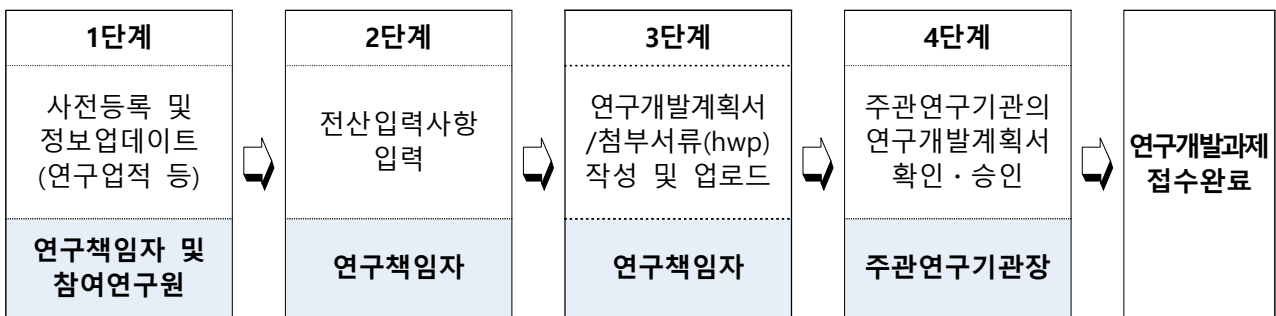 1단계
사전등록 및
정보업데이트
(연구업적 등)
연구책임자 및
참여연구원
2단계
전산입력사항
입력
연구책임자
3단계
연구개발계획서
/첨부서류(hwp)
작성 및 업로드
연구책임자
4단계
주관연구기관의
연구개발계획서
확인・승인
주관연구기관장
연구개발과제
접수완료